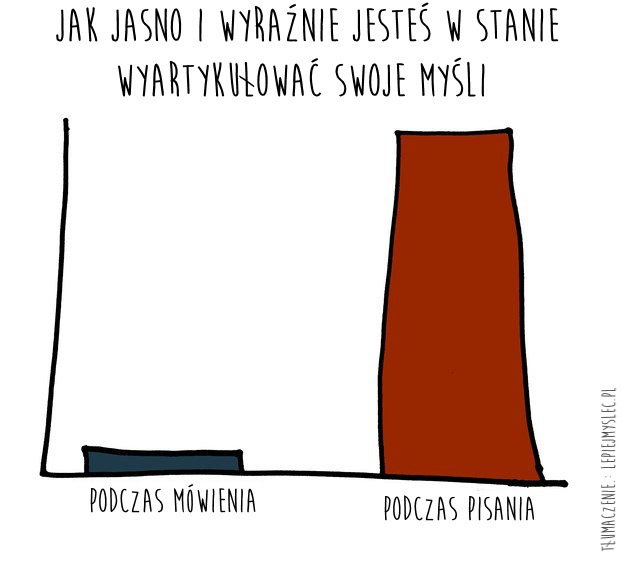 JAK JASNO I WYRAŹNIE JESTEŚ W STANIE
WYARTYKUŁOWAĆ SWOJE MYŚLI
PODCZAS MÓWIENIA
PODCZAS PISANIA
TŁUMACZENIE: LEPIEJMYSLEC.PL